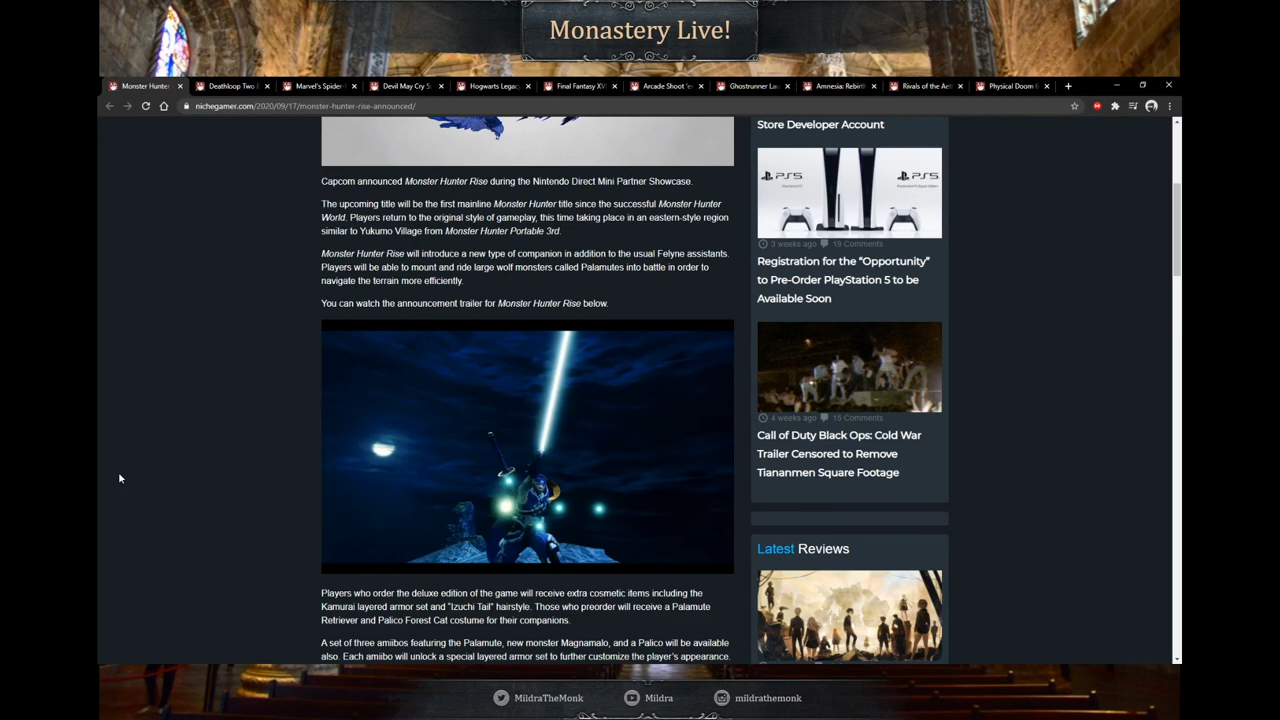 Monastery Live!
Monster Hunter
Deathloop Two
Marvel's Spider-
Devil May Cry 5:
Hogwarts Legac
Final Fantasy XV
Arcade Shoot 'e
Ghostrunner Lau
Amnesia: Rebirth
Rivals of the Aet
Physical Doom
nichegamer.com/2020/09/17/monster-hunter-rise-announced/
Store Developer Account
Capcom announced Monster Hunter Rise during the Nintendo Direct Mini Partner Showcase.
The upcoming title will be the first mainline Monster Hunter title since the successful Monster Hunter
World. Players return to the original style of gameplay, this time taking place in an eastern-style region
similar to Yukumo Village from Monster Hunter Portable 3rd.
Monster Hunter Rise will introduce a new type of companion in addition to the usual Felyne assistants.
Players will be able to mount and ride large wolf monsters called Palamutes into battle in order to
navigate the terrain more efficiently.
You can watch the announcement trailer for Monster Hunter Rise below.
Players who order the deluxe edition of the game will receive extra cosmetic items including the
Kamurai layered armor set and "Izuchi Tail" hairstyle. Those who preorder will receive a Palamute
Retriever and Palico Forest Cat costume for their companions.
A set of three amiibos featuring the Palamute, new monster Magnamalo, and a Palico will be available
also. Each amiibo will unlock a special layered armor set to further customize the player's appearance.
PS5
PS5
3 weeks ago 19 Comments
Registration for the “Opportunity”
to Pre-Order PlayStation 5 to be
Available Soon
4 weeks ago 15 Comments
Call of Duty Black Ops: Cold War
Trailer Censored to Remove
Tiananmen Square Footage
Latest Reviews
MildraTheMonk
Mildra
mildrathemonk